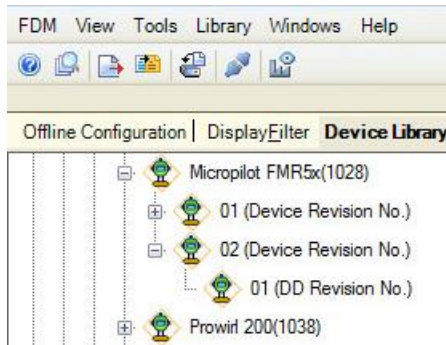 FDM View Tools Library Windows Help
Offline Configuration DisplayFilter Device Library
Micropilot FMR5x(1028)
01 (Device Revision No.)
02 (Device Revision No.)
01 (DD Revision No.)
Prowirl 200(1038)